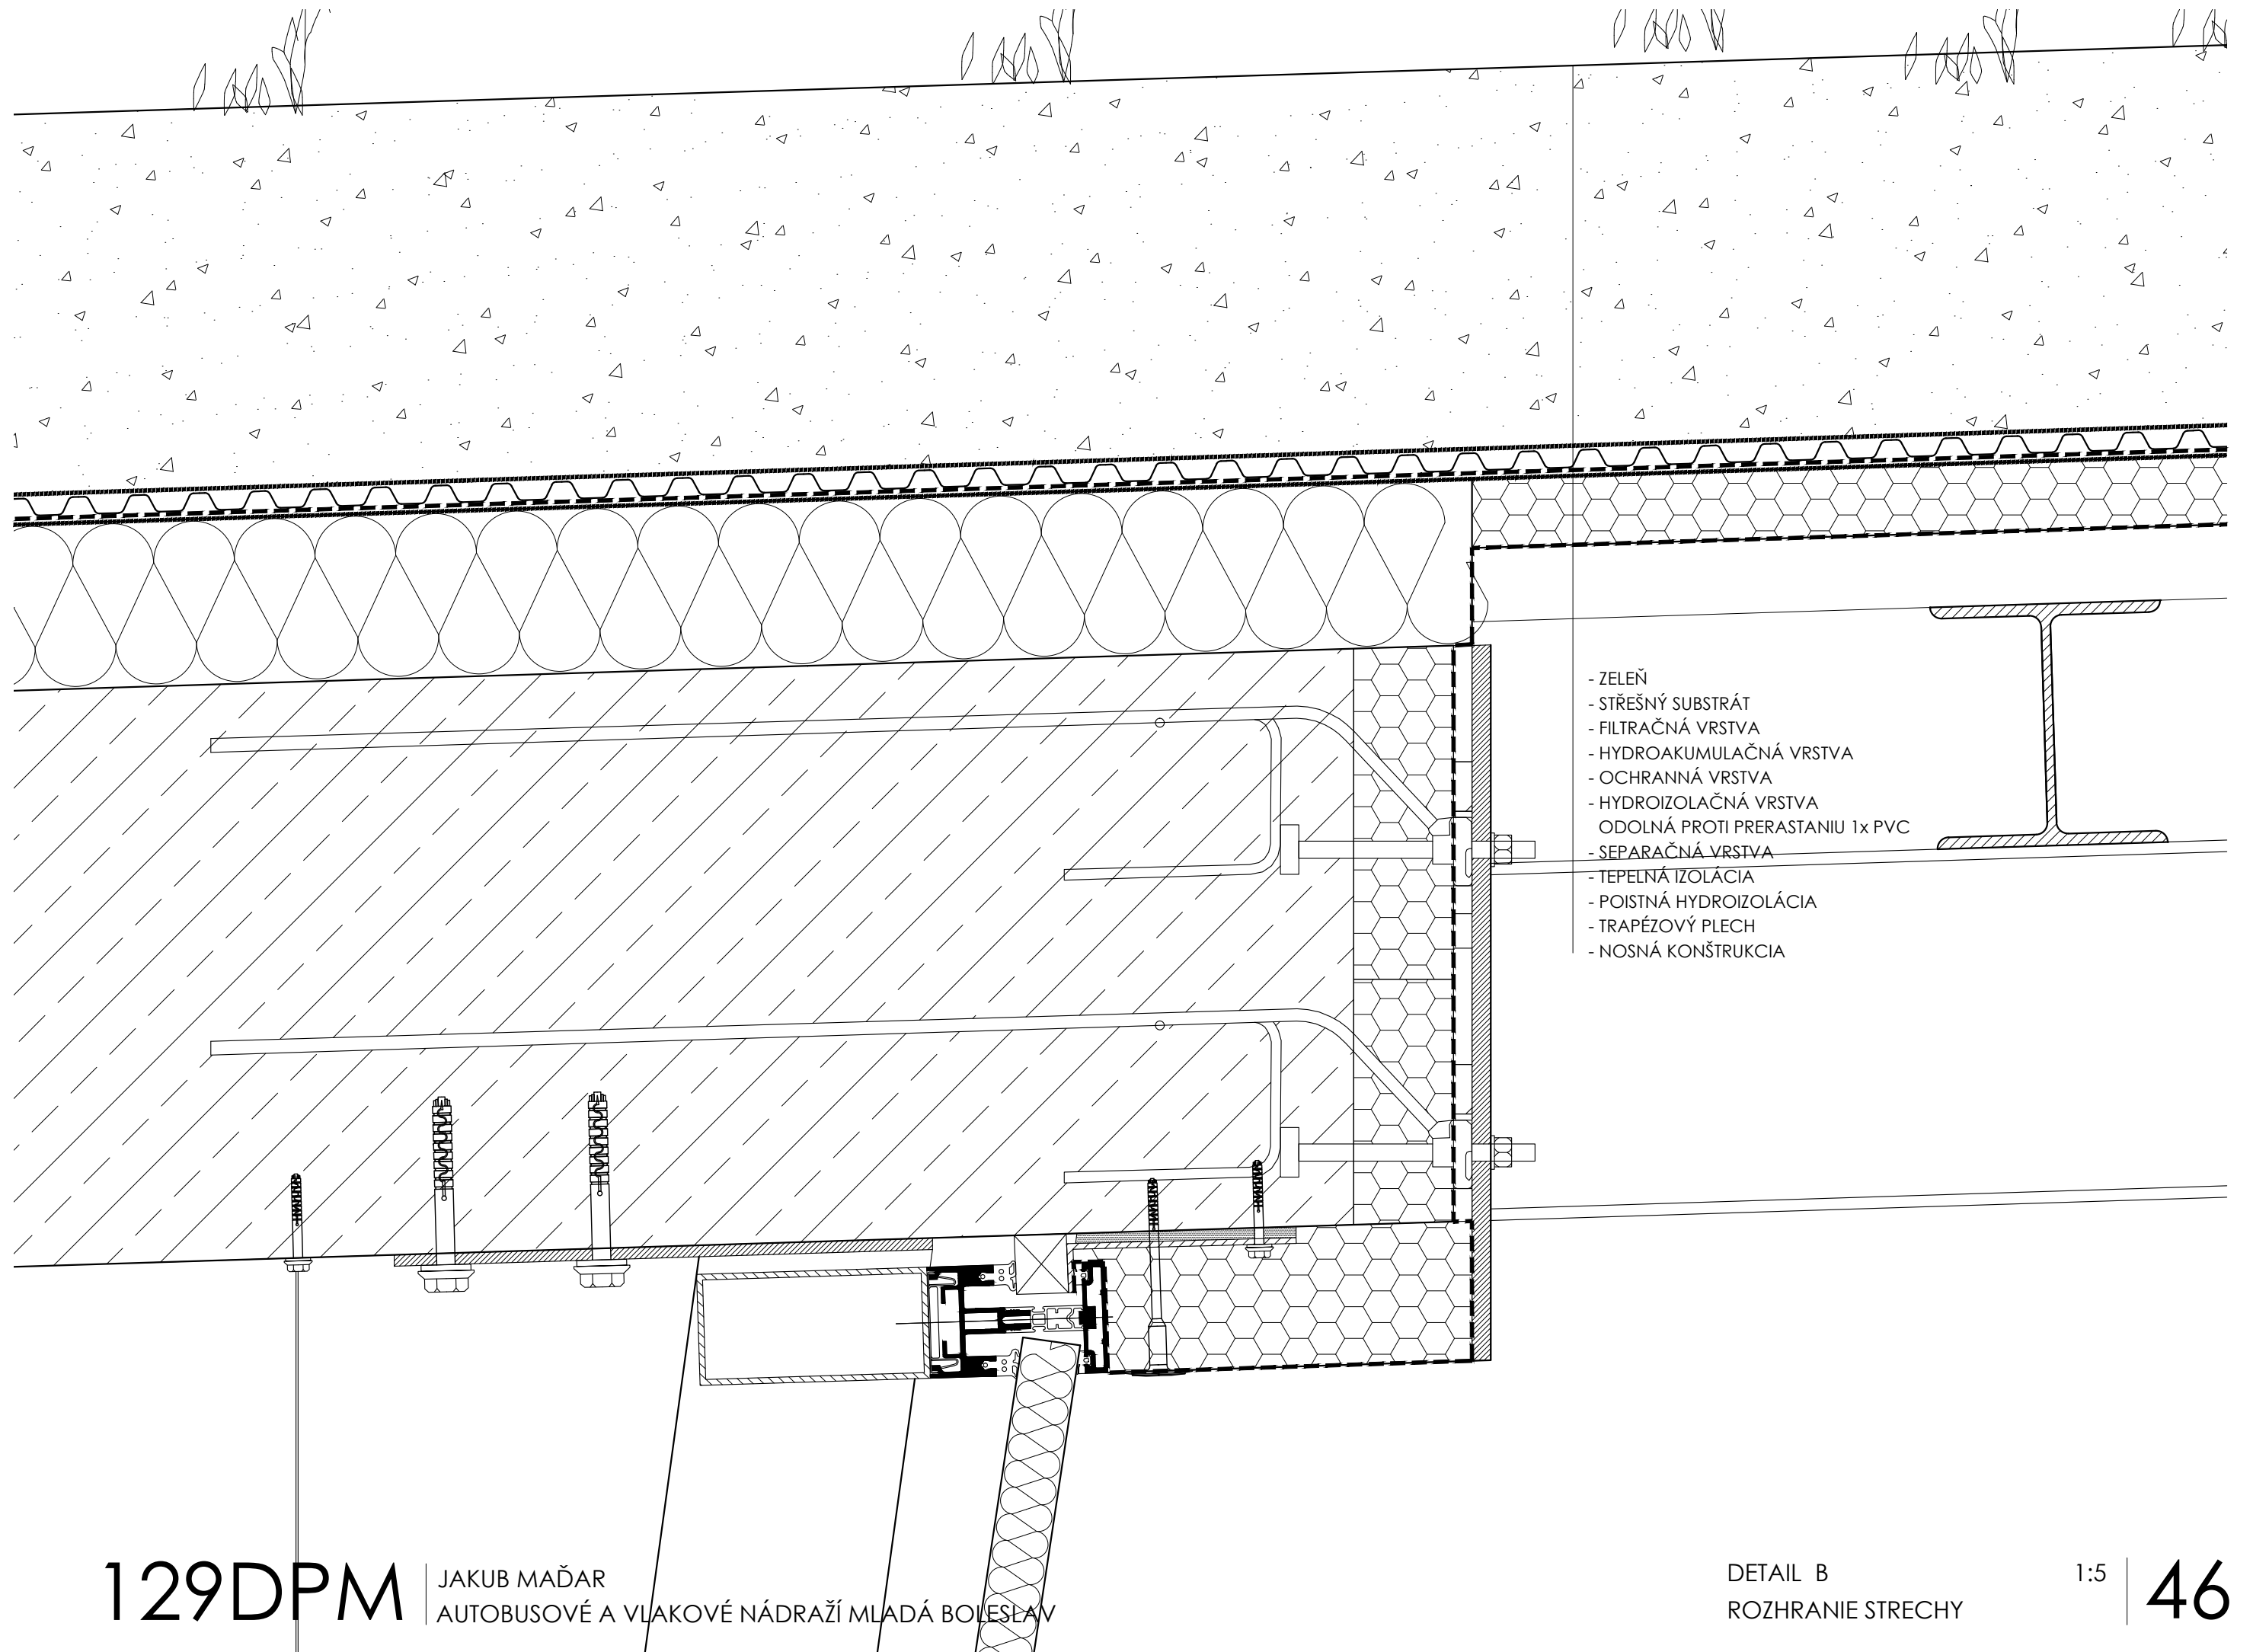 - ZELEŇ
- STŘEŠNÝ SUBSTRÁT
- FILTRAČNÁ VRSTVA
- HYDROAKUMULAČNÁ VRSTVA
- OCHRANNÁ VRSTVA
- HYDROIZOLAČNÁ VRSTVA
ODOLNÁ PROTI PRERASTANIU 1x PVC
- SEPARAČNÁ VRSTVA
- TEPELNÁ IZOLÁCIA
- POISTNÁ HYDROIZOLÁCIA
- TRAPÉZOVÝ PLECH
- NOSNÁ KONŠTRUKCIA
129DPM
JAKUB MAĎAR
AUTOBUSOVÉ A VLAKOVÉ NÁDRAŽÍ MLADÁ BOLESLAV
DETAIL B
ROZHRANIE STRECHY
1:5
46